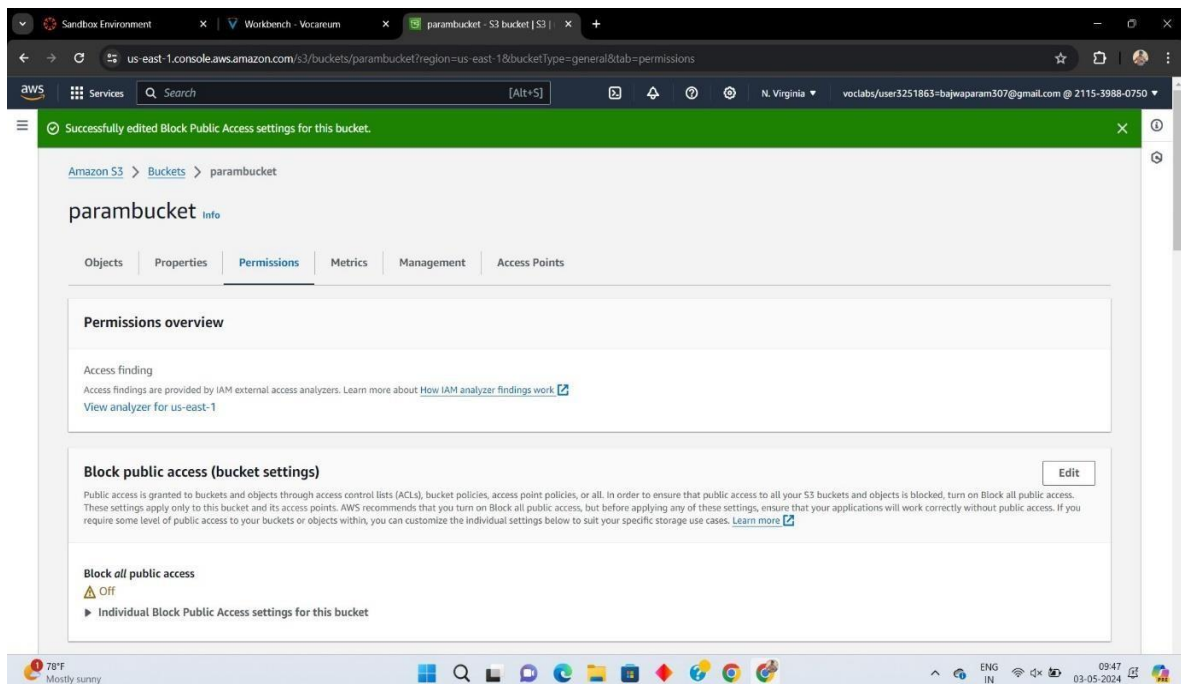 Sandbox Environment
Workbench - Vocareum
parambucket - S3 bucket | S3 |
us-east-1.console.aws.amazon.com/s3/buckets/parambucket?region=us-east-1&bucketType=general&tab=permissions
aws
Services
Search
[Alt+S]
N. Virginia
voclabs/user3251863=bajwaparam307@gmail.com @ 2115-3988-0750
Successfully edited Block Public Access settings for this bucket.
Amazon S3 > Buckets > parambucket
parambucket Info
Objects
Properties
Permissions
Metrics
Management
Access Points
Permissions overview
Access finding
Access findings are provided by IAM external access analyzers. Learn more about How IAM analyzer findings work
View analyzer for us-east-1
Block public access (bucket settings)
Edit
Public access is granted to buckets and objects through access control lists (ACLs), bucket policies, access point policies, or all. In order to ensure that public access to all your S3 buckets and objects is blocked, turn on Block all public access.
These settings apply only to this bucket and its access points. AWS recommends that you turn on Block all public access, but before applying any of these settings, ensure that your applications will work correctly without public access. If you
require some level of public access to your buckets or objects within, you can customize the individual settings below to suit your specific storage use cases. Learn more
Block all public access
Off
Individual Block Public Access settings for this bucket
1
78°F
Mostly sunny
ENG
IN
09:47
03-05-2024